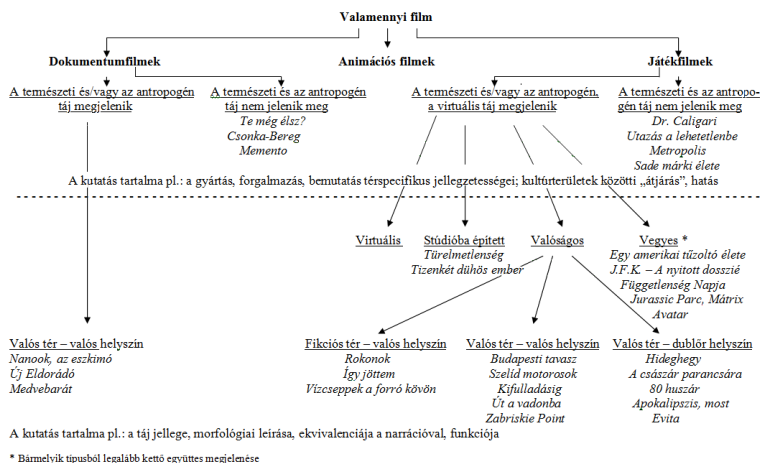 Valamennyi film
Dokumentumfilmek
Animációs filmek
Játékfilmek
A természeti és/vagy az antropogén
táj megjelenik
A természeti és az antropogén
táj nem jelenik meg
Te még élsz?
Csonka-Bereg
Memento
A természeti és/vagy az antropogén,
a virtuális táj megjelenik
A természeti és az antropo-
gén táj nem jelenik meg
Dr. Caligari
Utazás a lehetetlenbe
Metropolis
Sade márki élete
A kutatás tartalma pl.: a gyártás, forgalmazás, bemutatás térspecifikus jellegzetességei; kultúrterületek közötti „átjárás”, hatás
Virtuális
Stúdióba épített
Türelmetlenség
Tizenkét dühös ember
Valóságos
Vegyes *
Egy amerikai tűzoltó élete
J.F.K. – A nyitott dosszié
Függetlenség Napja
Jurassic Parc, Mátrix
Avatar
Valós tér – valós helyszín
Nanook, az eszkimó
Új Eldorádó
Medvebarát
Fikciós tér – valós helyszín
Rokonok
Így jöttem
Vízcseppek a forró kövön
Valós tér – valós helyszín
Budapesti tavasz
Szelíd motorosok
Kifulladásig
Út a vadonba
Zabriskie Point
Valós tér – dublőr helyszín
Hideghegy
A császár parancsára
80 huszár
Apokalipszis, most
Evita
A kutatás tartalma pl.: a táj jellege, morfológiai leírása, ekvivalenciája a narrációval, funkciója
* Bármelyik típusból legalább kettő együttes megjelenése